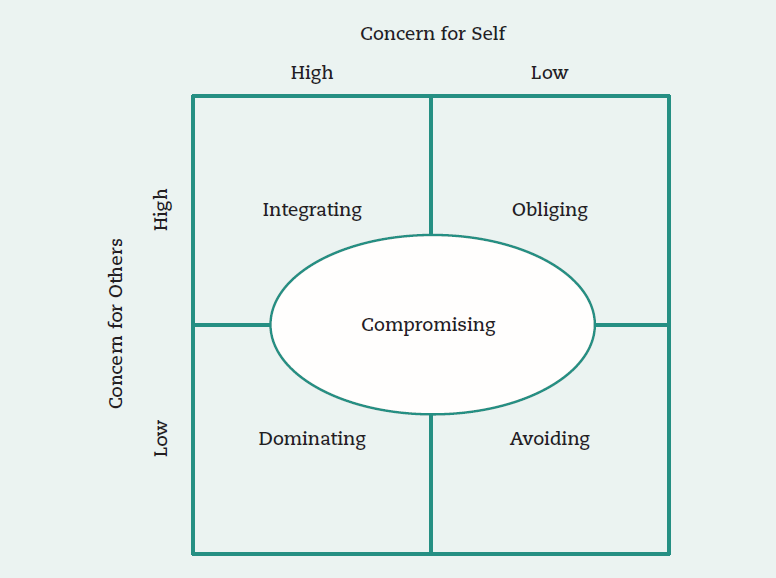 Concern for Self
High
Low
High
Integrating
Obliging
Concern for Others
Compromising
Low
Dominating
Avoiding